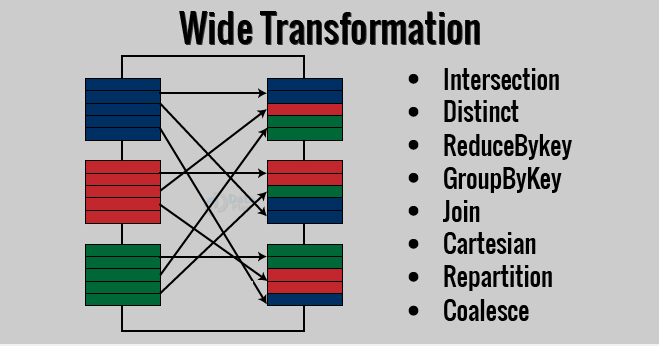 Wide Transformation
• Intersection
• Distinct
• ReduceBykey
• GroupByKey
• Join
• Cartesian
• Repartition
• Coalesce